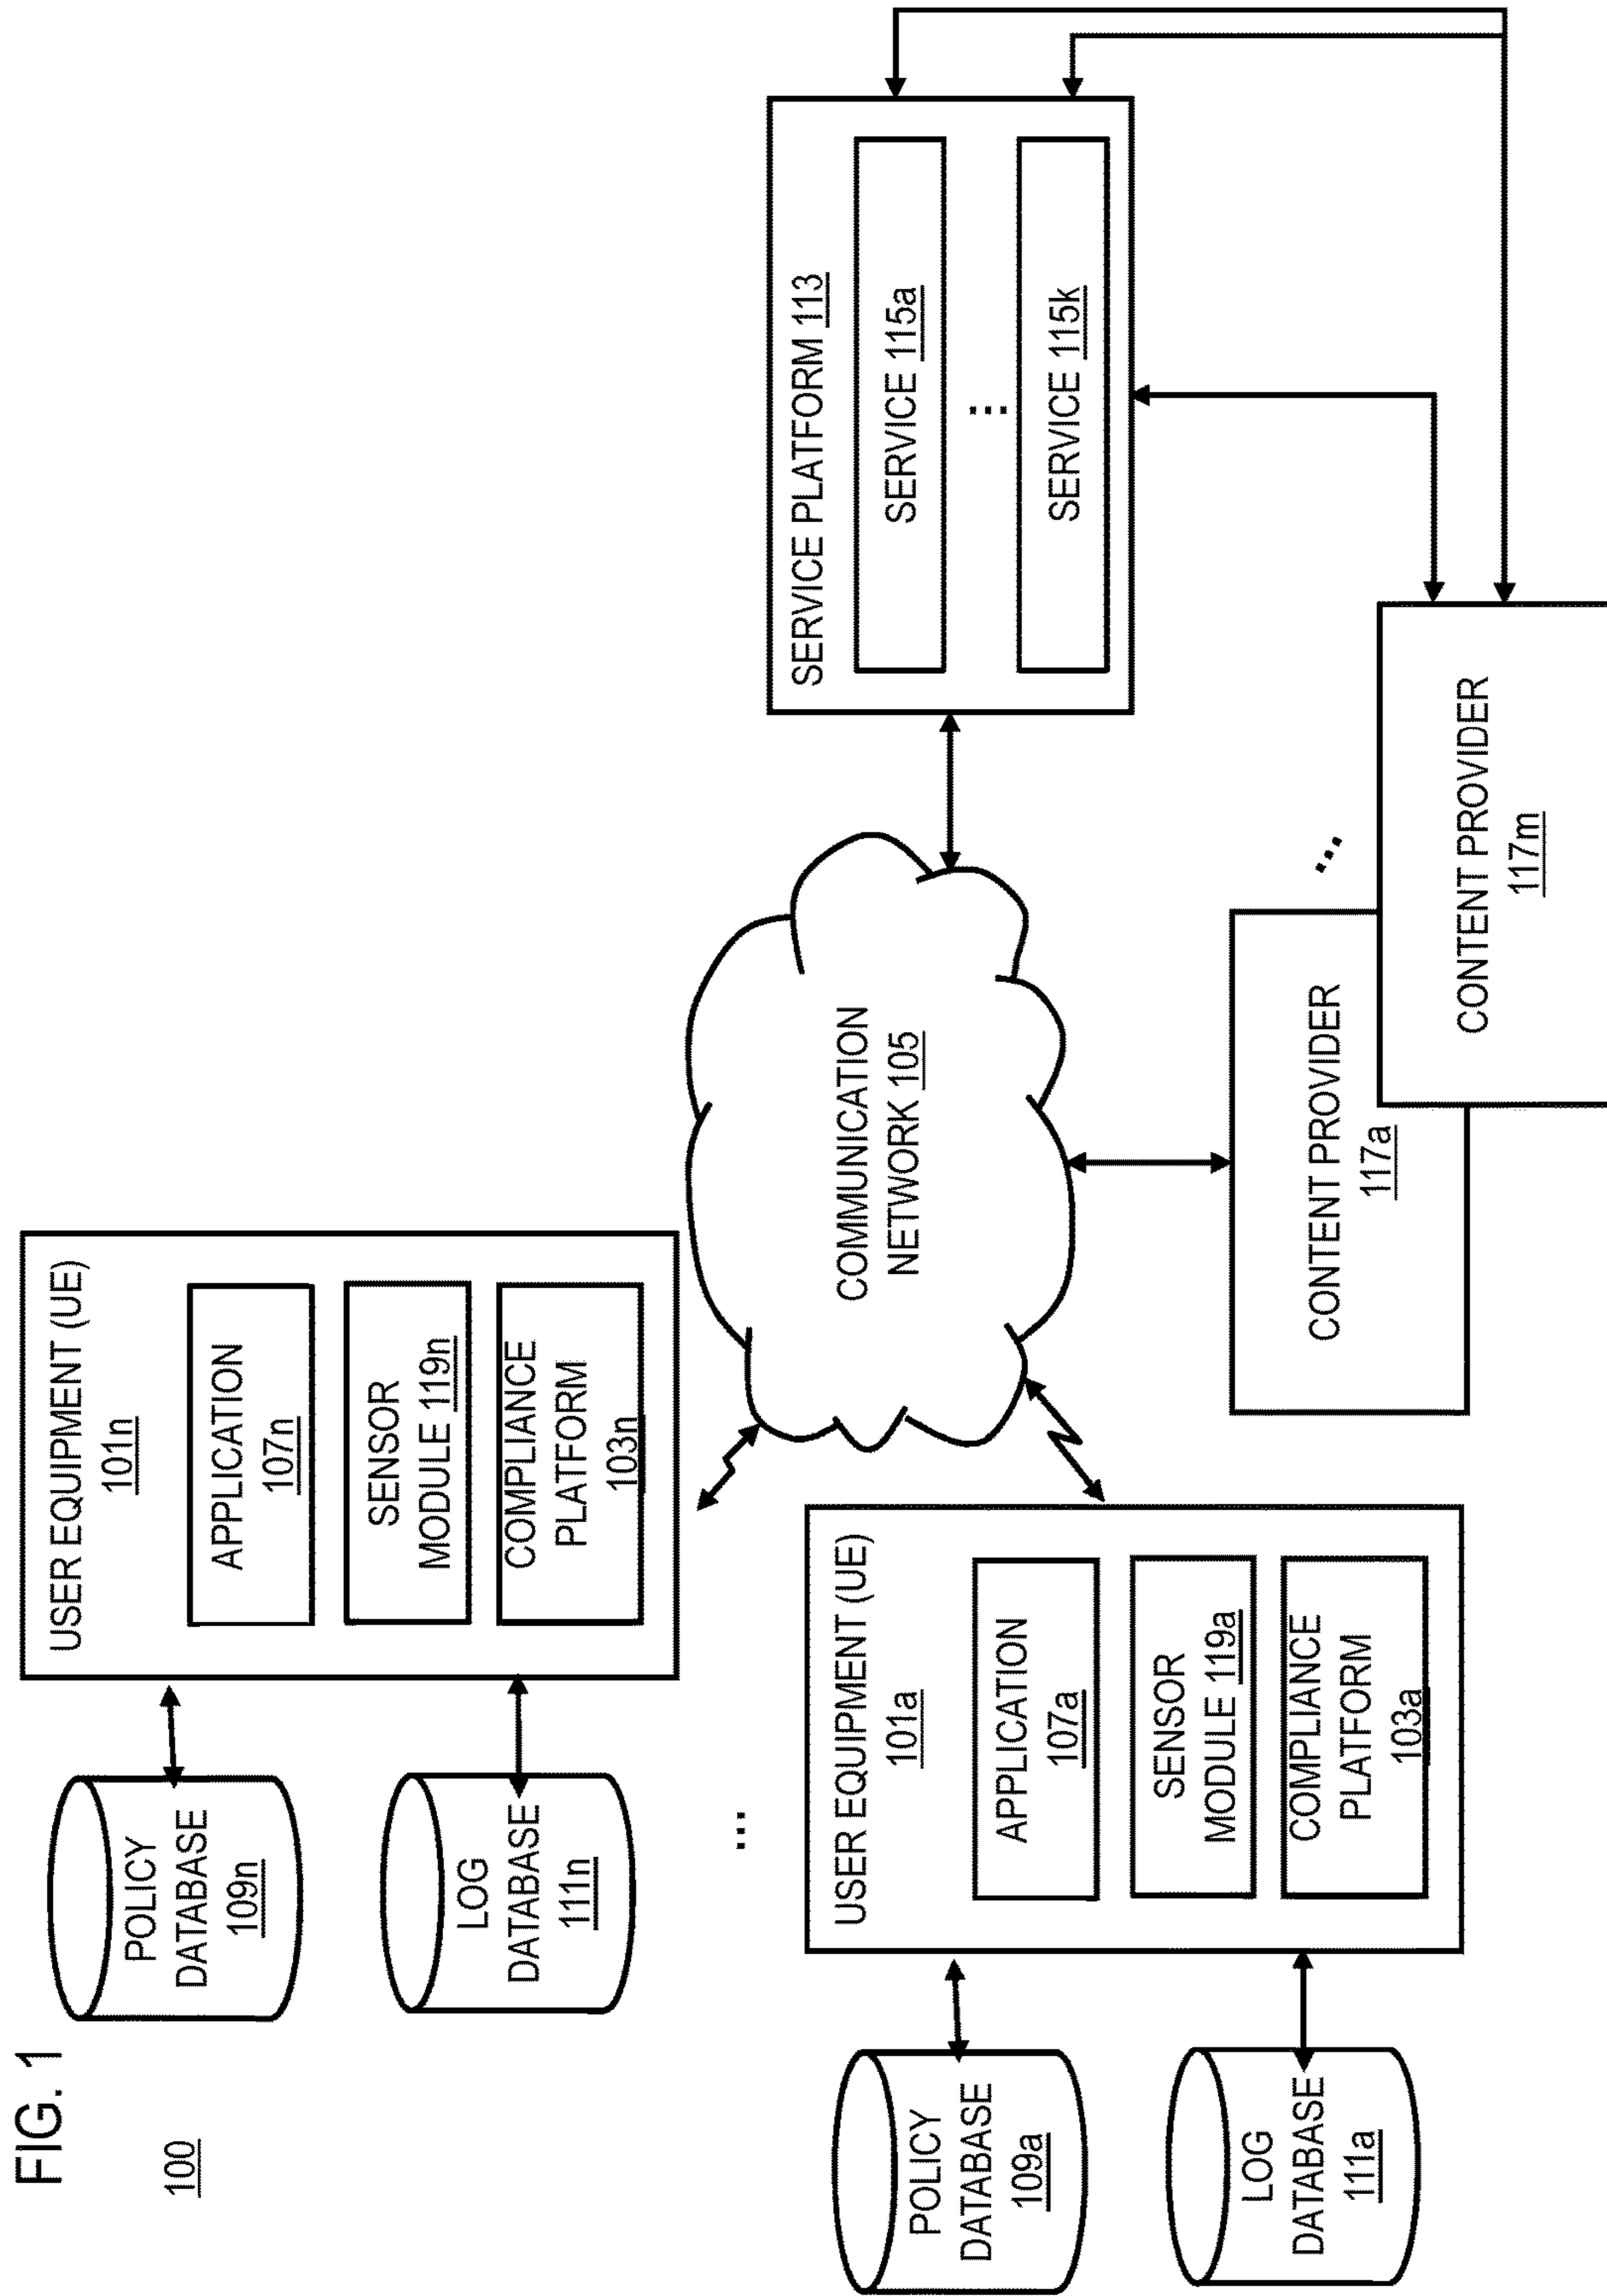 FIG. 1
100
POLICY
DATABASE
109n
LOG
DATABASE
111n
USER EQUIPMENT (UE)
101n
APPLICATION
107n
SENSOR
MODULE 119n
COMPLIANCE
PLATFORM
103n
...
POLICY
DATABASE
109a
LOG
DATABASE
111a
USER EQUIPMENT (UE)
101a
APPLICATION
107a
SENSOR
MODULE 119a
COMPLIANCE
PLATFORM
103a
COMMUNICATION
NETWORK 105
SERVICE PLATFORM 113
SERVICE 115a
...
SERVICE 115k
CONTENT PROVIDER
117a
...
CONTENT PROVIDER
117m